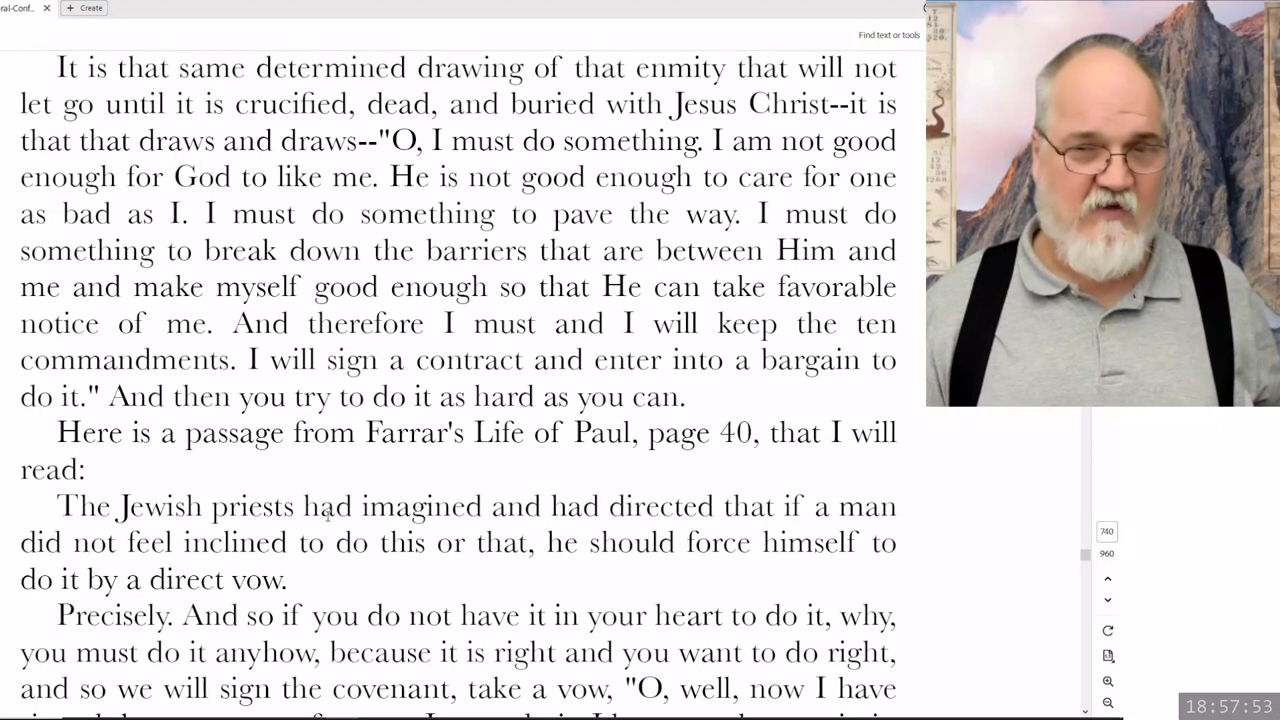 ral-Conf..
Create
Find text or tools
It is that same determined drawing of that enmity that will not
let go until it is crucified, dead, and buried with Jesus Christ--it is
that that draws and draws--"O, I must do something. I am not good
enough for God to like me. He is not good enough to care for one
as bad as I. I must do something to pave the way. I must do
something to break down the barriers that are between Him and
me and make myself good enough so that He can take favorable
notice of me. And therefore I must and I will keep the ten
commandments. I will sign a contract and enter into a bargain to
do it." And then you try to do it as hard as you can.
Here is a passage from Farrar's Life of Paul, page 40, that I will
read:
The Jewish priests had imagined and had directed that if a man
did not feel inclined to do this or that, he should force himself to
do it by a direct vow.
Precisely. And so if you do not have it in your heart to do it, why,
you must do it anyhow, because it is right and you want to do right,
and so we will sign the covenant, take a vow, "O, well, now I have
740
960
18:57:53